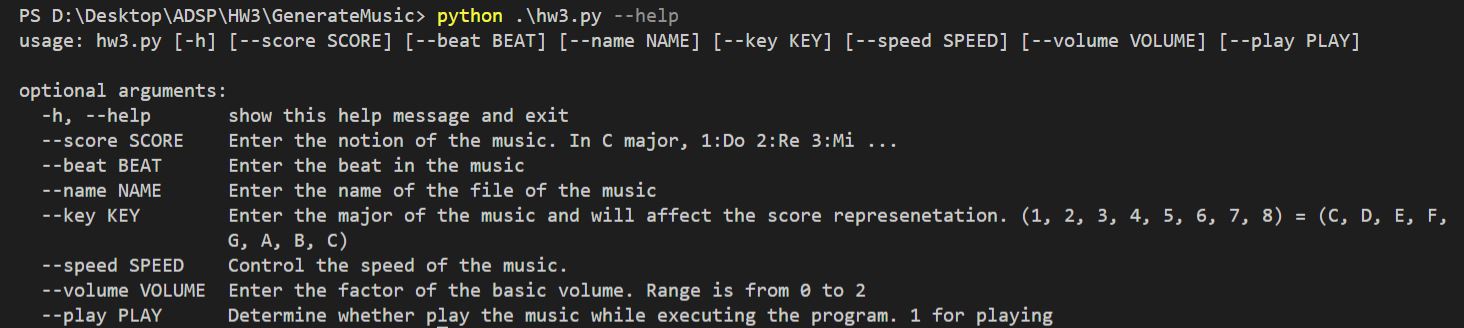 PS D:\Desktop\ADSP\HW3\GenerateMusic> python .\hw3.py --help
usage: hw3.py [-h] [--score SCORE] [--beat BEAT] [--name NAME] [--key KEY] [--speed SPEED] [--volume VOLUME] [--play PLAY]
optional arguments:
-h, --help show this help message and exit
--score SCORE Enter the notion of the music. In C major, 1:Do 2:Re 3:Mi ...
--beat BEAT Enter the beat in the music
--name NAME Enter the name of the file of the music
--key KEY Enter the major of the music and will affect the score represenetation. (1, 2, 3, 4, 5, 6, 7, 8) = (C, D, E, F,
G, A, B, C)
--speed SPEED Control the speed of the music.
--volume VOLUME Enter the factor of the basic volume. Range is from 0 to 2
--play PLAY Determine whether play the music while executing the program. 1 for playing